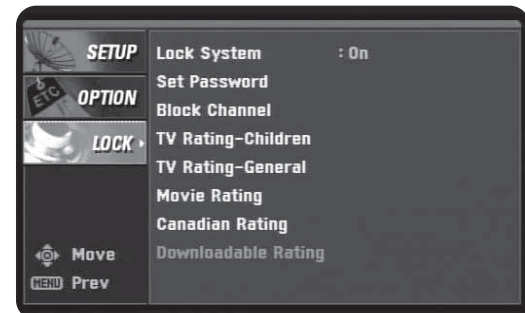 SETUP
ETC
OPTION
LOCK
Lock System : On
Set Password
Block Channel
TV Rating-Children
TV Rating-General
Movie Rating
Canadian Rating
Downloadable Rating
Move
MENU Prev